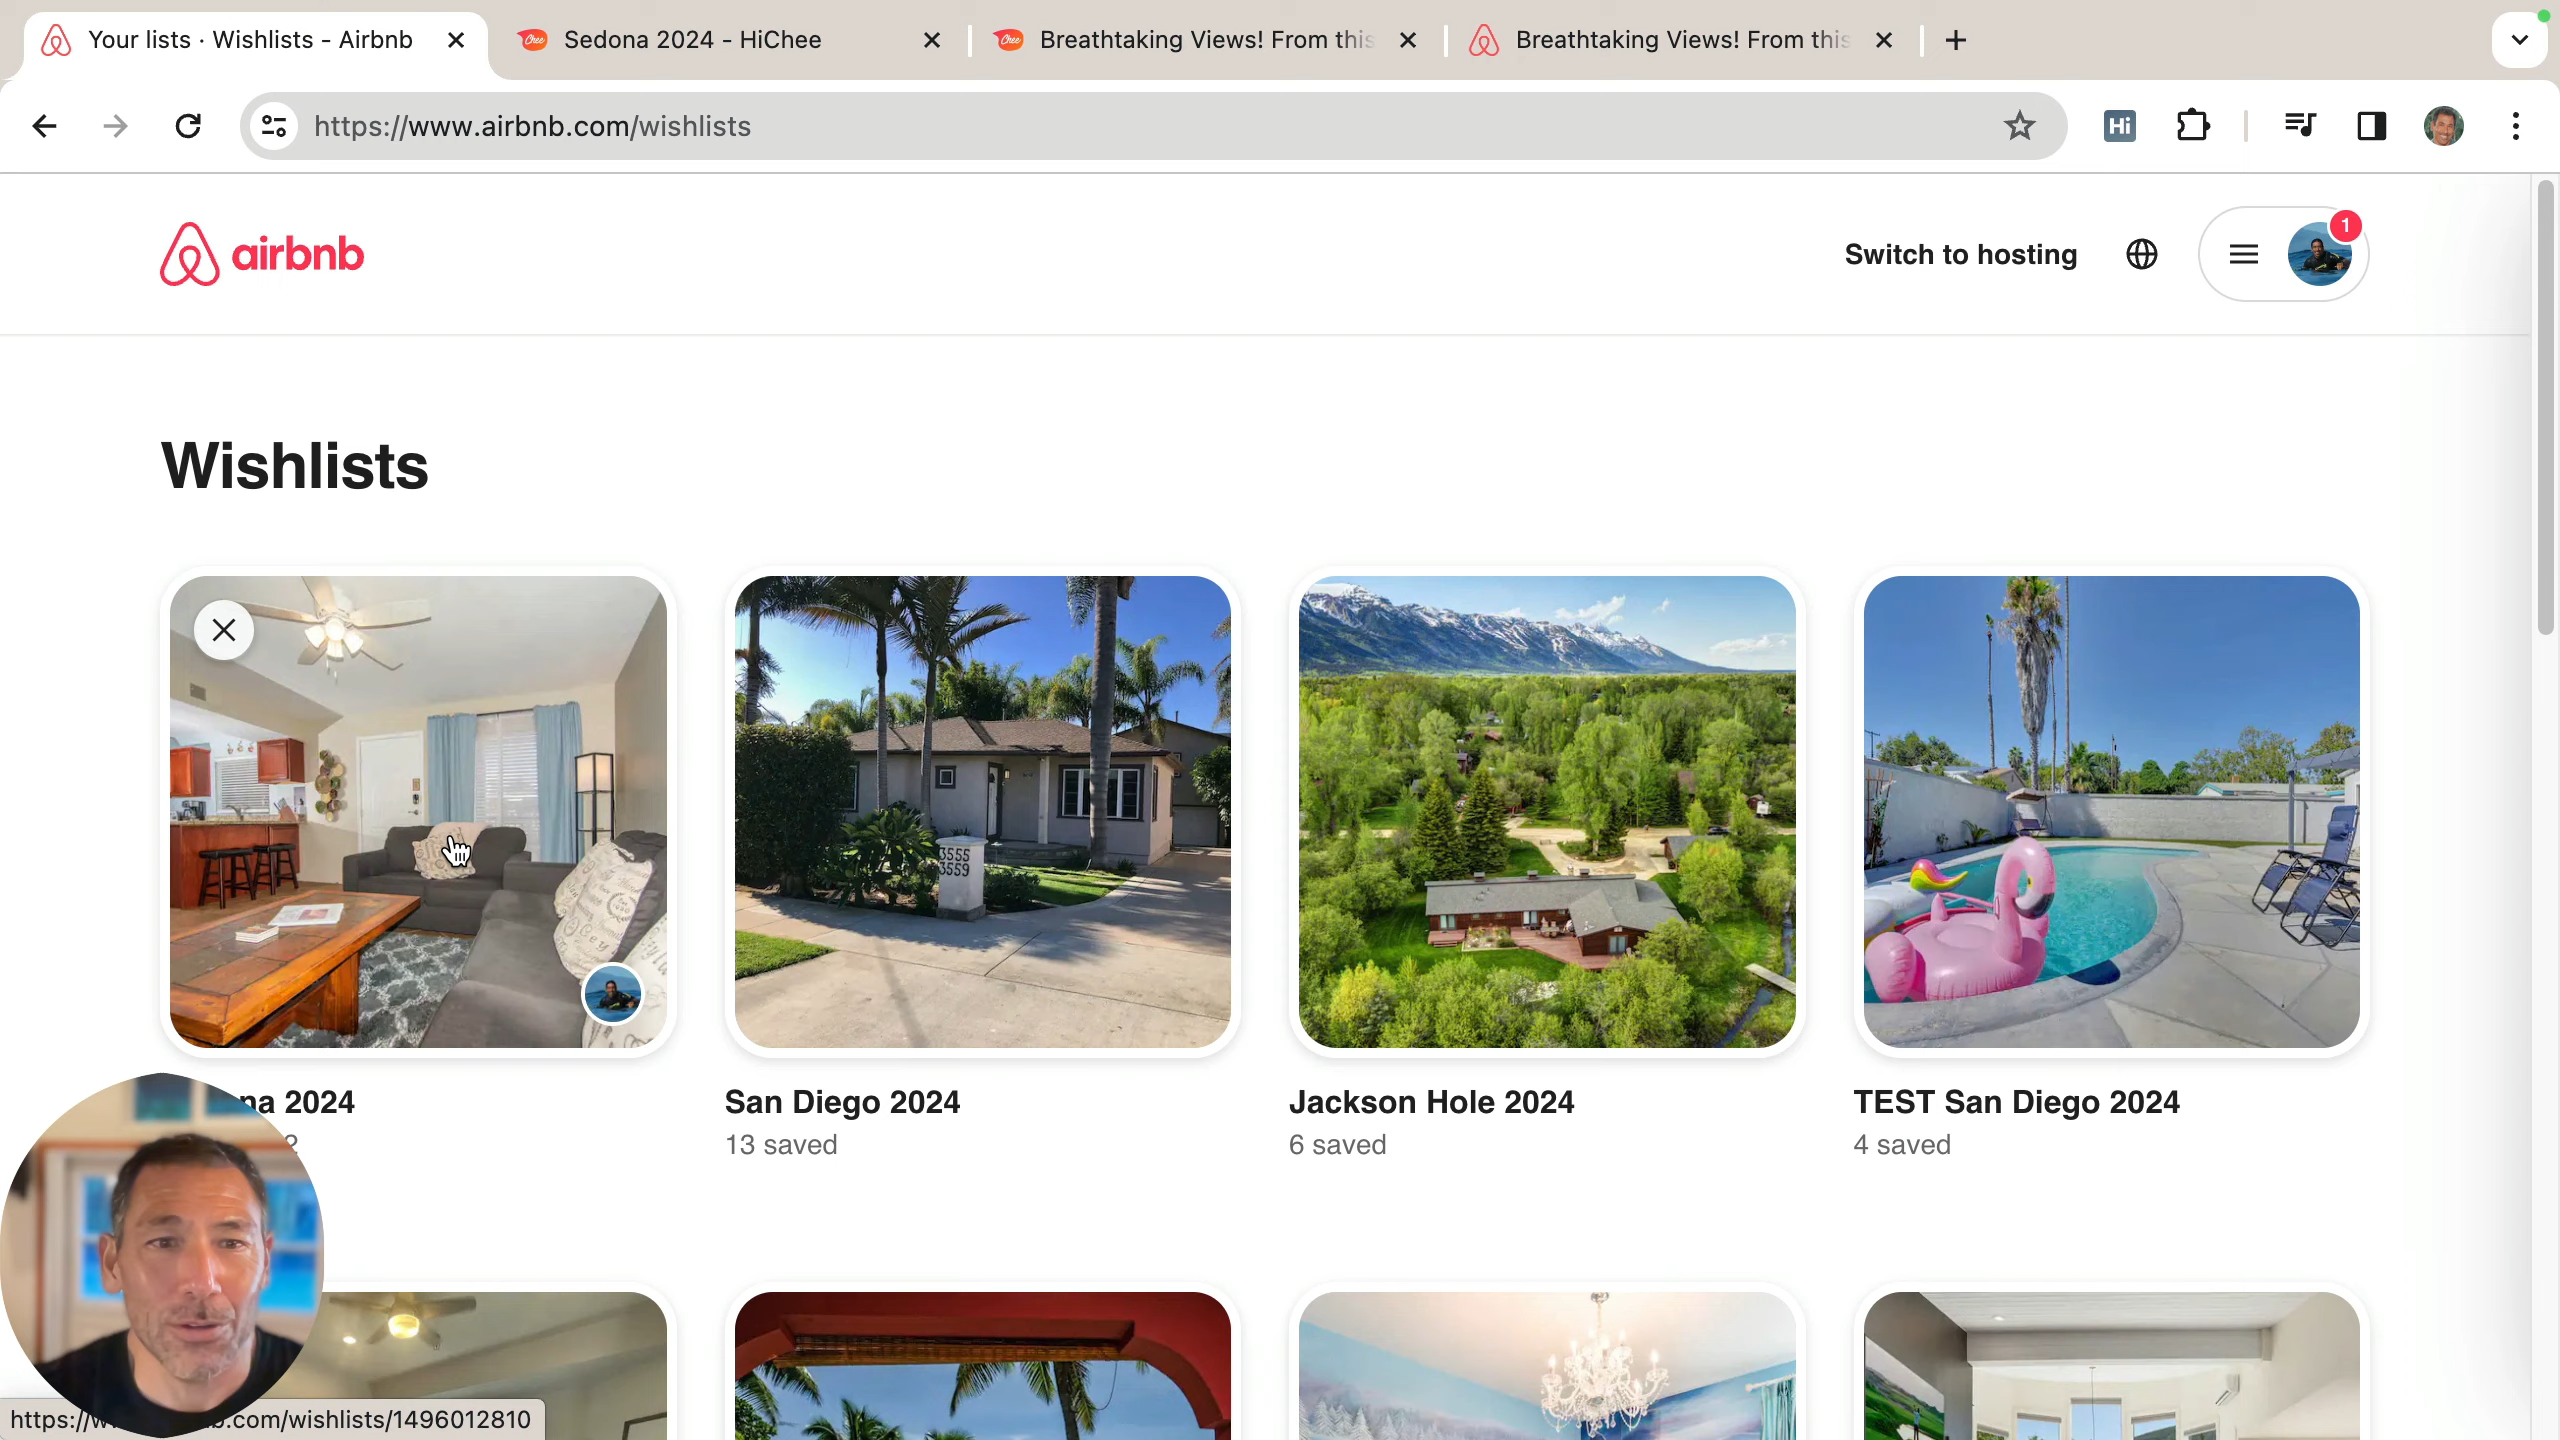 Your lists · Wishlists - Airbnb
Sedona 2024 - HiChee
Breathtaking Views! From this
Breathtaking Views! From this
https://www.airbnb.com/wishlists
Hi
airbnb
Switch to hosting
1
Wishlists
3555
3559
na 2024
San Diego 2024
Jackson Hole 2024
TEST San Diego 2024
2
13 saved
6 saved
4 saved
https://w b.com/wishlists/1496012810